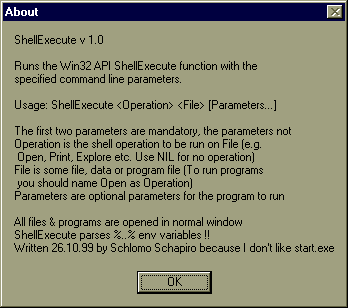 About
ShellExecute v 1.0
Runs the Win32 API ShellExecute function with the
specified command line parameters.
Usage: ShellExecute <Operation> <File> [Parameters...]
The first two parameters are mandatory, the parameters not
Operation is the shell operation to be run on File (e.g.
Open, Print, Explore etc. Use NIL for no operation)
File is some file, data or program file (To run programs
you should name Open as Operation)
Parameters are optional parameters for the program to run
All files & programs are opened in normal window
ShellExecute parses %..% env variables !!
Written 26.10.99 by Schlomo Schapiro because I don't like start.exe
OK